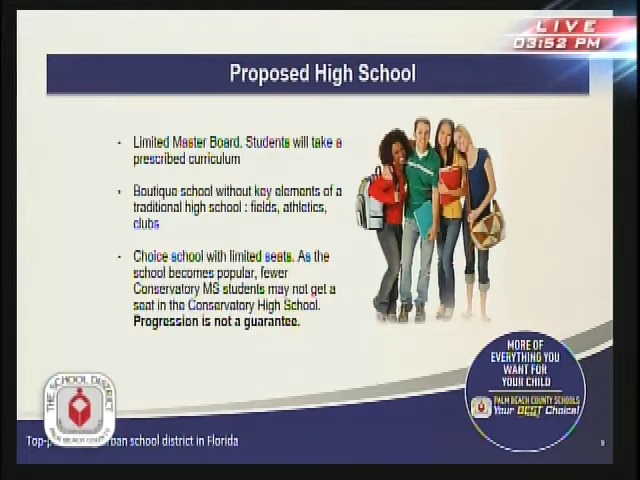 LIVE
03:52 PM
Proposed High School
- Limited Master Board. Students will take a
prescribed curriculum
- Boutique school without key elements of a
traditional high school : fields, athletics,
clubs
- Choice school with limited seats. As the
school becomes popular, fewer
Conservatory MS students may not get a
seat in the Conservatory High School.
Progression is not a guarantee.
MORE OF
EVERYTHING YOU
WANT FOR
YOUR CHILD
PALM BEACH COUNTY SCHOOLS
Your BEST Choice!
THE SCHOOL DISTRICT
PALM BEACH COUNTY
school district in Florida
9